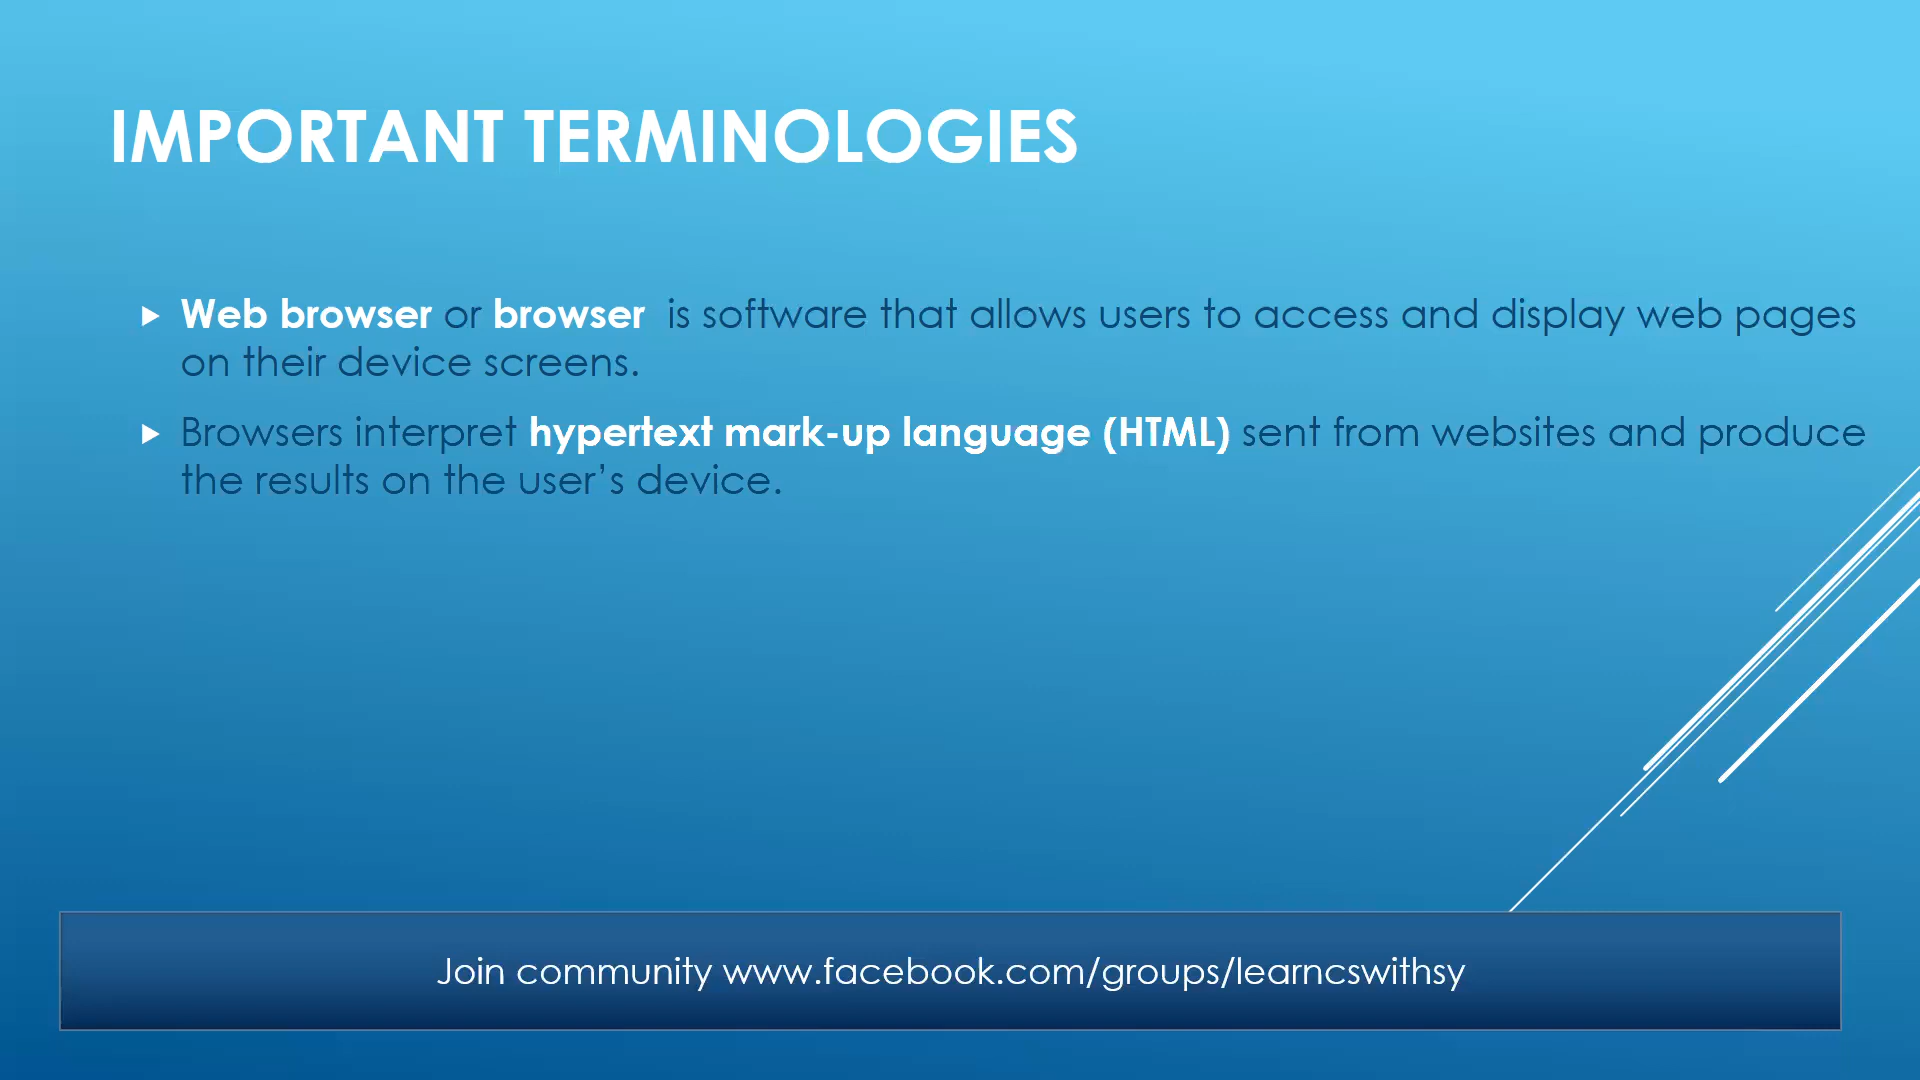 IMPORTANT TERMINOLOGIES
Web browser or browser is software that allows users to access and display web pages
on their device screens.
Browsers interpret hypertext mark-up language (HTML) sent from websites and produce
the results on the user’s device.
Join community www.facebook.com/groups/learncswithsy